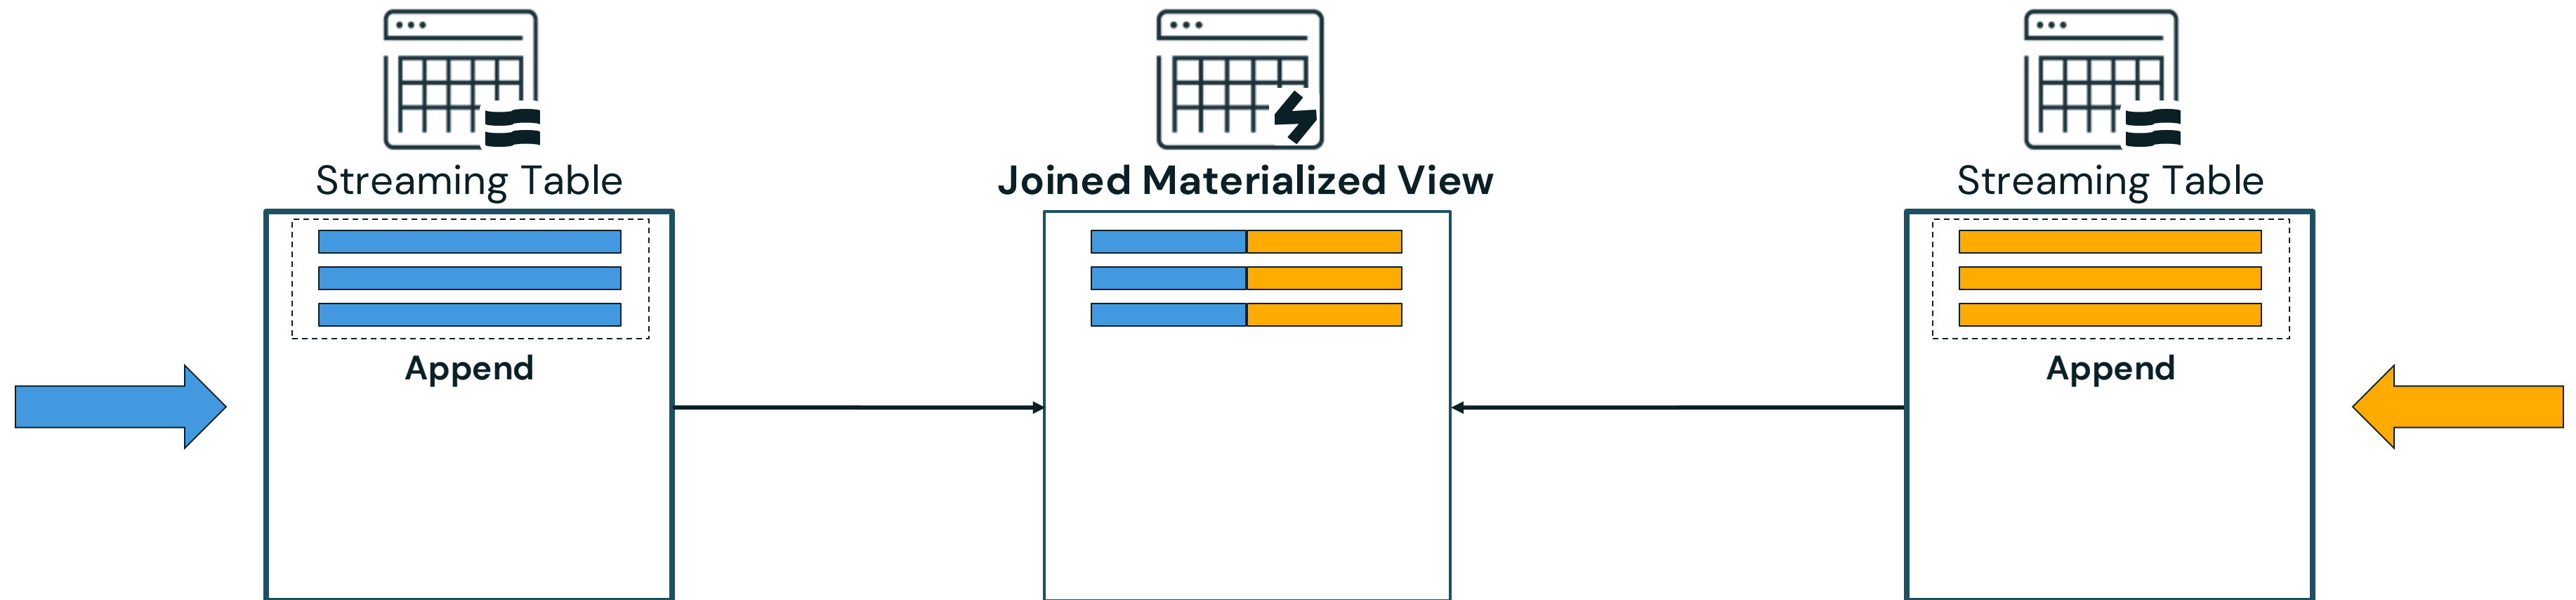 Streaming Table
Joined Materialized View
Streaming Table
Append
Append